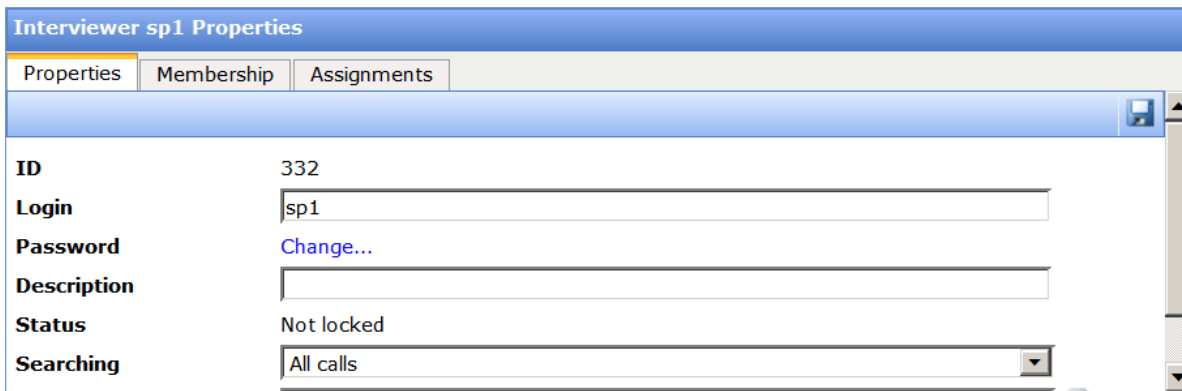 Interviewer sp1 Properties
Properties Membership Assignments
ID 332
Login sp1
Password Change...
Description
Status Not locked
Searching All calls